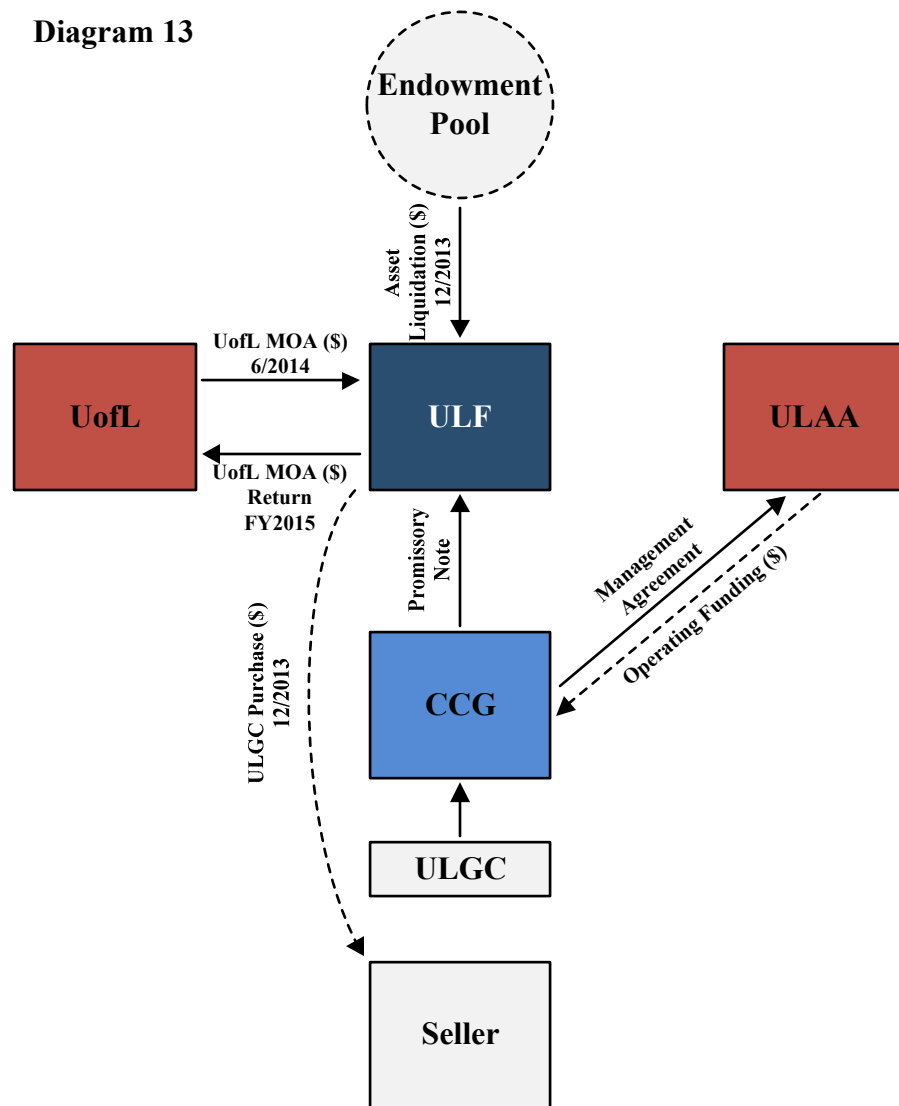 Diagram 13
Endowment
Pool
Asset
Liquidation ($)
12/2013
UofL MOA ($)
6/2014
UofL
ULF
ULAA
UofL MOA ($)
Return
FY2015
Promissory
Note
Management
Agreement
Operating Funding ($)
ULGC Purchase ($)
12/2013
CCG
ULGC
Seller